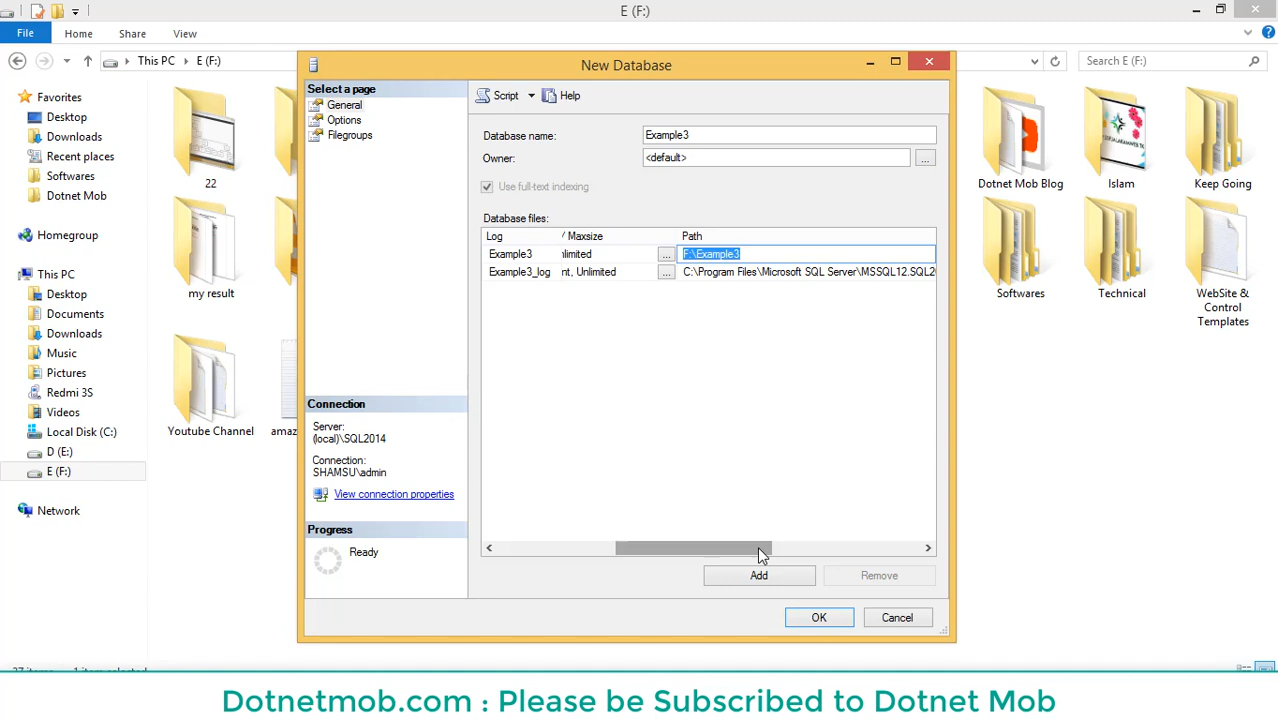 E (F:)
File Home Share View
This PC E (F:)
Search E (F:)
Favorites
Desktop
Downloads
Recent places
Softwares
Dotnet Mob
Homegroup
This PC
Desktop
Documents
Downloads
Music
Pictures
Redmi 3S
Videos
Local Disk (C:)
D (E:)
E (F:)
Network
22
my result
Youtube Channel
amaz
New Database
Select a page
General
Options
Filegroups
Connection
Server:
(local)\SQL2014
Connection:
SHAMSU\admin
View connection properties
Progress
Ready
Script Help
Database name: Example3
Owner: <default> ...
Use full-text indexing
Database files:
Log / Maxsize Path
Example3 nlimited ... F:\Example3
Example3_log nt, Unlimited ... C:\Program Files\Microsoft SQL Server\MSSQL12.SQL2
Add Remove
OK Cancel
Dotnet Mob Blog
Islam
Keep Going
Softwares
Technical
WebSite &
Control
Templates
Dotnetmob.com : Please be Subscribed to Dotnet Mob